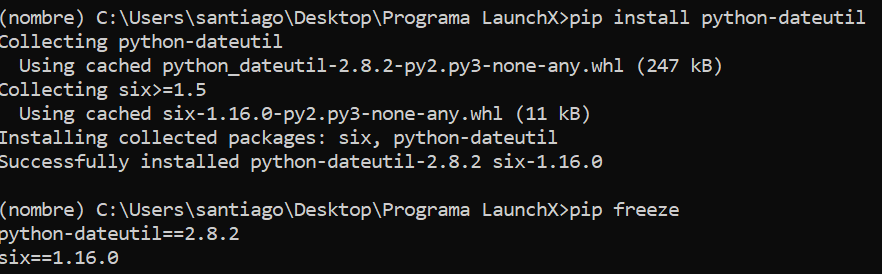 (nombre) C:\Users\santiago\Desktop\Programa LaunchX>pip install python-dateutil
Collecting python-dateutil
  Using cached python_dateutil-2.8.2-py2.py3-none-any.whl (247 kB)
Collecting six>=1.5
  Using cached six-1.16.0-py2.py3-none-any.whl (11 kB)
Installing collected packages: six, python-dateutil
Successfully installed python-dateutil-2.8.2 six-1.16.0

(nombre) C:\Users\santiago\Desktop\Programa LaunchX>pip freeze
python-dateutil==2.8.2
six==1.16.0